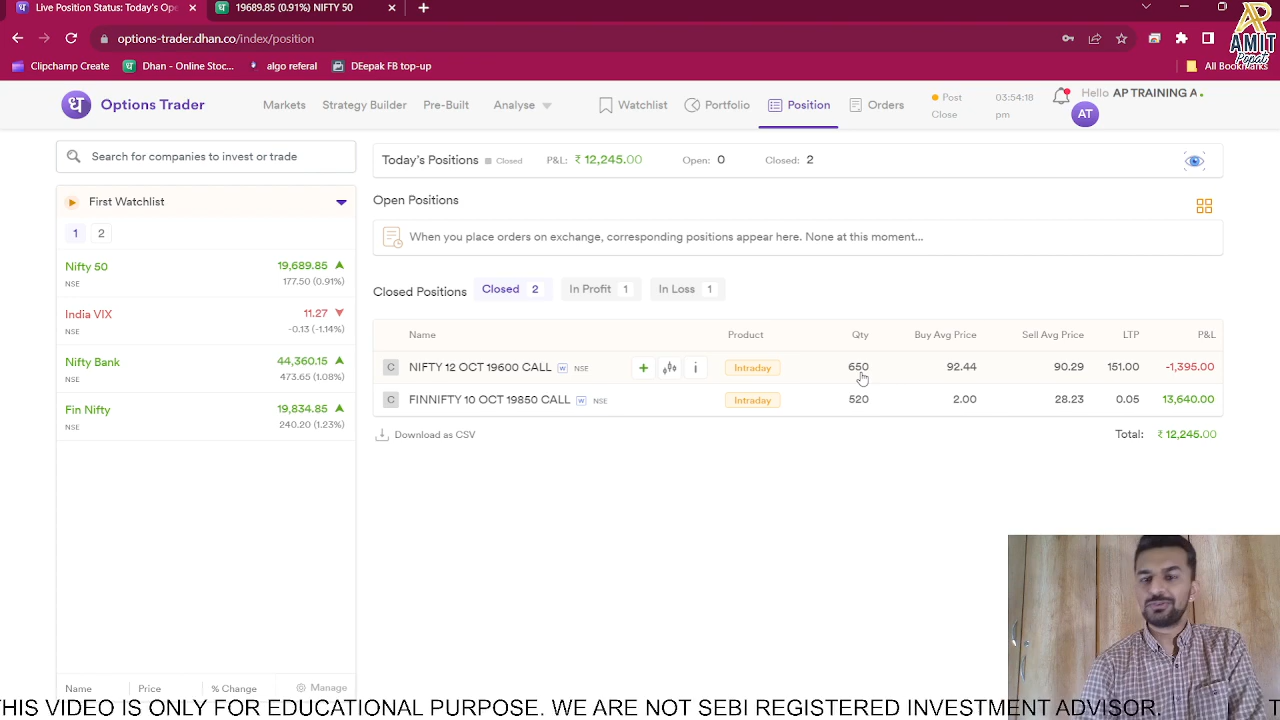 Live Position Status: Today's Op
19689.85 (0.91%) NIFTY 50
options-trader.dhan.co/index/position
Clipchamp Create
Dhan - Online Stoc...
algo referal
DEepak FB top-up
All Bookmarks
AP
AMIT
Popat
धा
Options Trader
Markets
Strategy Builder
Pre-Built
Analyse
Watchlist
Portfolio
Position
Orders
Post Close
03:54:18 pm
Hello AP TRAINING A
AT
Search for companies to invest or trade
First Watchlist
1 2
Nifty 50 19,689.85
NSE 177.50 (0.91%)
India VIX 11.27
NSE -0.13 (-1.14%)
Nifty Bank 44,360.15
NSE 473.65 (1.08%)
Fin Nifty 19,834.85
NSE 240.20 (1.23%)
Name Price % Change Manage
Today's Positions Closed P&L: ₹ 12,245.00 Open: 0 Closed: 2
Open Positions
When you place orders on exchange, corresponding positions appear here. None at this moment...
Closed Positions Closed 2 In Profit 1 In Loss 1
Name Product Qty Buy Avg Price Sell Avg Price LTP P&L
C NIFTY 12 OCT 19600 CALL W NSE + i Intraday 650 92.44 90.29 151.00 -1,395.00
C FINNIFTY 10 OCT 19850 CALL W NSE Intraday 520 2.00 28.23 0.05 13,640.00
Download as CSV Total: ₹ 12,245.00
THIS VIDEO IS ONLY FOR EDUCATIONAL PURPOSE. WE ARE NOT SEBI REGISTERED INVESTMENT ADVISOR.